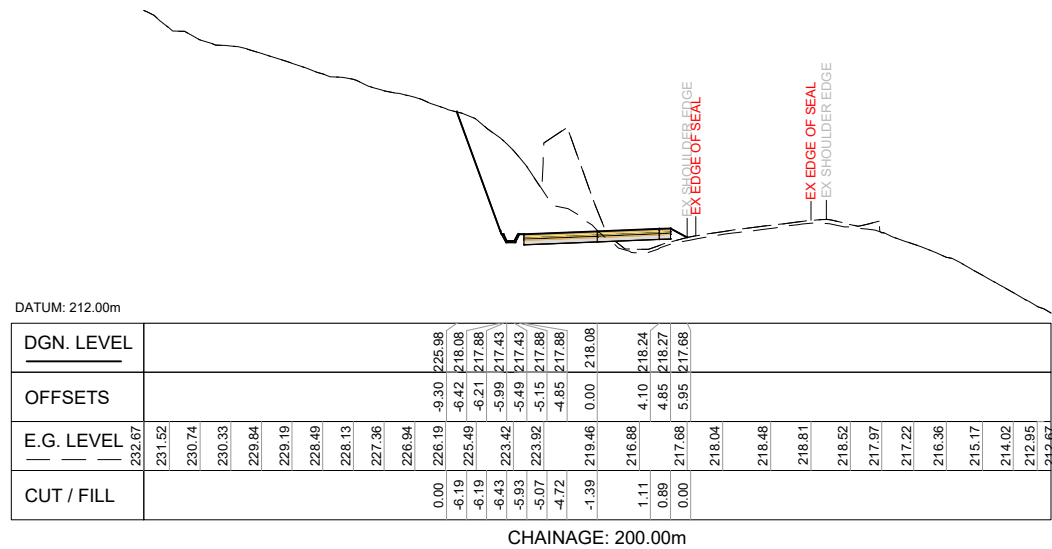 EX SHOULDER EDGE
EX EDGE OF SEAL
EX EDGE OF SEAL
EX SHOULDER EDGE
DATUM: 212.00m
DGN. LEVEL 225.98 218.08 217.88 217.43 217.43 217.88 217.88 218.08 218.24 218.27 217.68
OFFSETS -9.30 -6.42 -6.21 -5.99 -5.49 -5.15 -4.85 0.00 4.10 4.85 5.95
E.G. LEVEL 232.67 231.52 230.74 230.33 229.84 229.19 228.49 228.13 227.36 226.94 226.19 225.49 223.42 223.92 219.46 216.88 217.68 218.04 218.48 218.81 218.52 217.97 217.22 216.36 215.17 214.02 212.95 212.67
CUT / FILL 0.00 -6.19 -6.19 -6.43 -5.93 -5.07 -4.72 -1.39 1.11 0.89 0.00
CHAINAGE: 200.00m